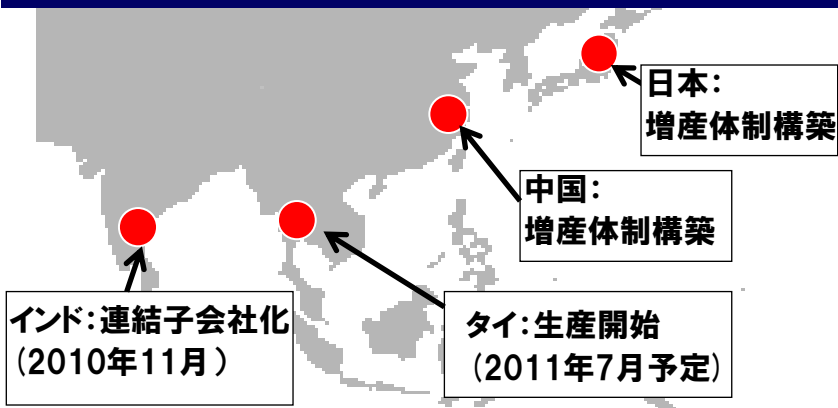 日本：
増産体制構築
中国：
増産体制構築
インド：連結子会社化
（2010年11月）
タイ：生産開始
（2011年7月予定）